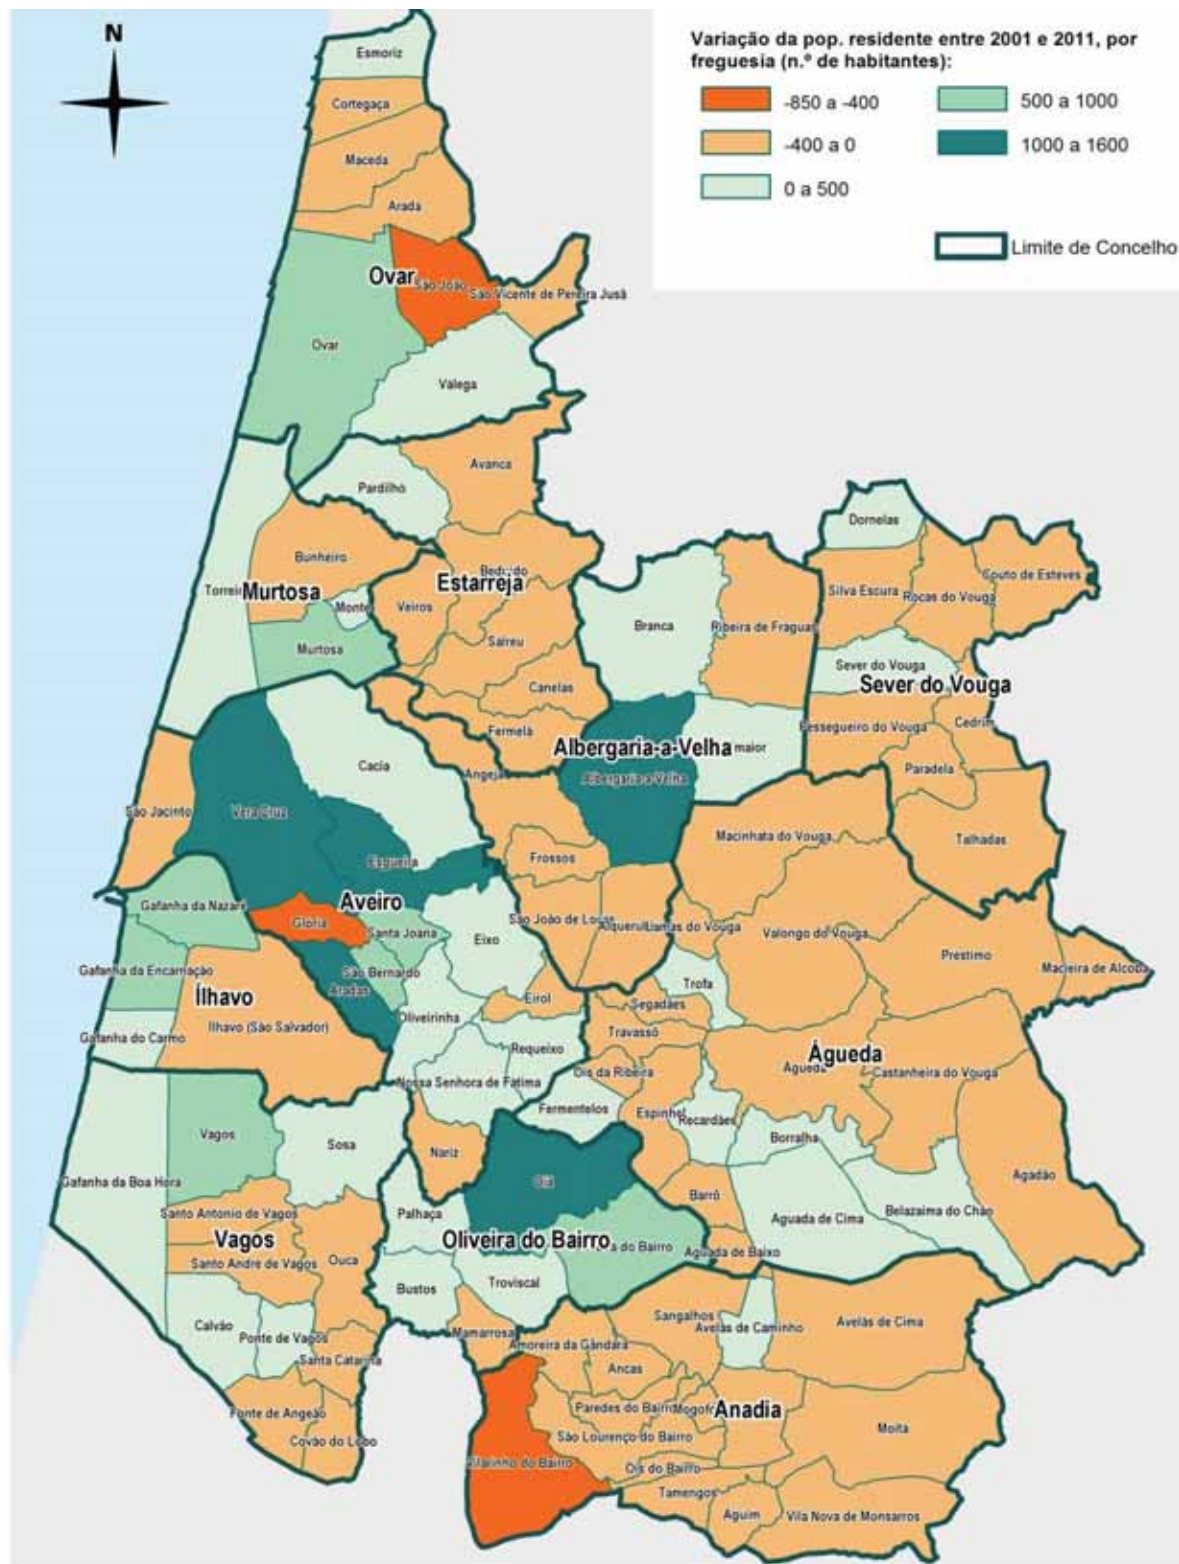 N
Variação da pop. residente entre 2001 e 2011, por
freguesia (n.º de habitantes):
-850 a -400
500 a 1000
-400 a 0
1000 a 1600
0 a 500
Limite de Concelho
Esmoriz
Cortegaça
Maceda
Arada
Ovar
São João
São Vicente de Pereira Jusã
Ovar
Valega
Avanca
Pardilhó
Dornelas
Bunheiro
Estarreja
Couto de Esteves
Silva Escura
Rocas do Vouga
Murtosa
Monte
Veiros
Branca
Ribeira de Fraguas
Salreu
Murtosa
Sever do Vouga
Sever do Vouga
Canelas
Fermelã
Pessegueiro do Vouga
Cedrim
Albergaria-a-Velha
maior
Cacia
Angeja
Albergaria-a-Velha
Paradela
São Jacinto
Vera Cruz
Macinhata do Vouga
Talhadas
Esgueira
Frossos
Aveiro
Gafanha da Nazaré
Glória
Santa Joana
Eixo
São João de Loure
Lamas do Vouga
Valongo do Vouga
Préstimo
Gafanha da Encarnação
São Bernardo
Macieira de Alcoba
Aradas
Trofa
Ílhavo
Eirol
Segadães
Oliveirinha
Ilhavo (São Salvador)
Travassô
Gafanha do Carmo
Requeixo
Águeda
Águeda
Nossa Senhora de Fatima
Ois da Ribeira
Castanheira do Vouga
Fermentelos
Espinhel
Recardães
Vagos
Sosa
Borralha
Nariz
Gafanha da Boa Hora
Oiã
Agadão
Barrô
Santo Antonio de Vagos
Palhaça
Aguada de Cima
Belazaima do Chão
Vagos
Oliveira do Bairro
Aguada de Baixo
Santo André de Vagos
Ouca
Bustos
Troviscal
Calvão
Ponte de Vagos
Mamarrosa
Sangalhos
Avelãs de Caminho
Avelãs de Cima
Amoreira da Gândara
Santa Catarina
Ancas
Fonte de Angeão
Paredes do Bairro
Anadia
Moita
Covão do Lobo
São Lourenço do Bairro
Vilarinho do Bairro
Ois do Bairro
Tamengos
Aguim
Vila Nova de Monsarros